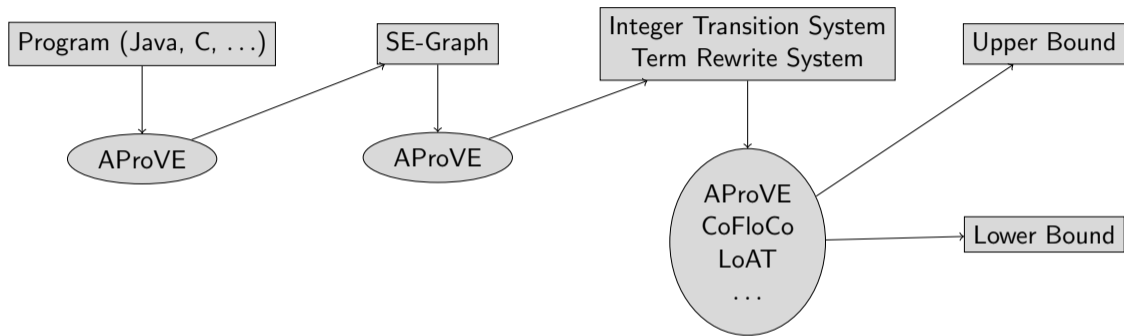 Program (Java, C, ...)
AProVE
SE-Graph
AProVE
Integer Transition System
Term Rewrite System
AProVE
CoFloCo
LoAT
...
Upper Bound
Lower Bound